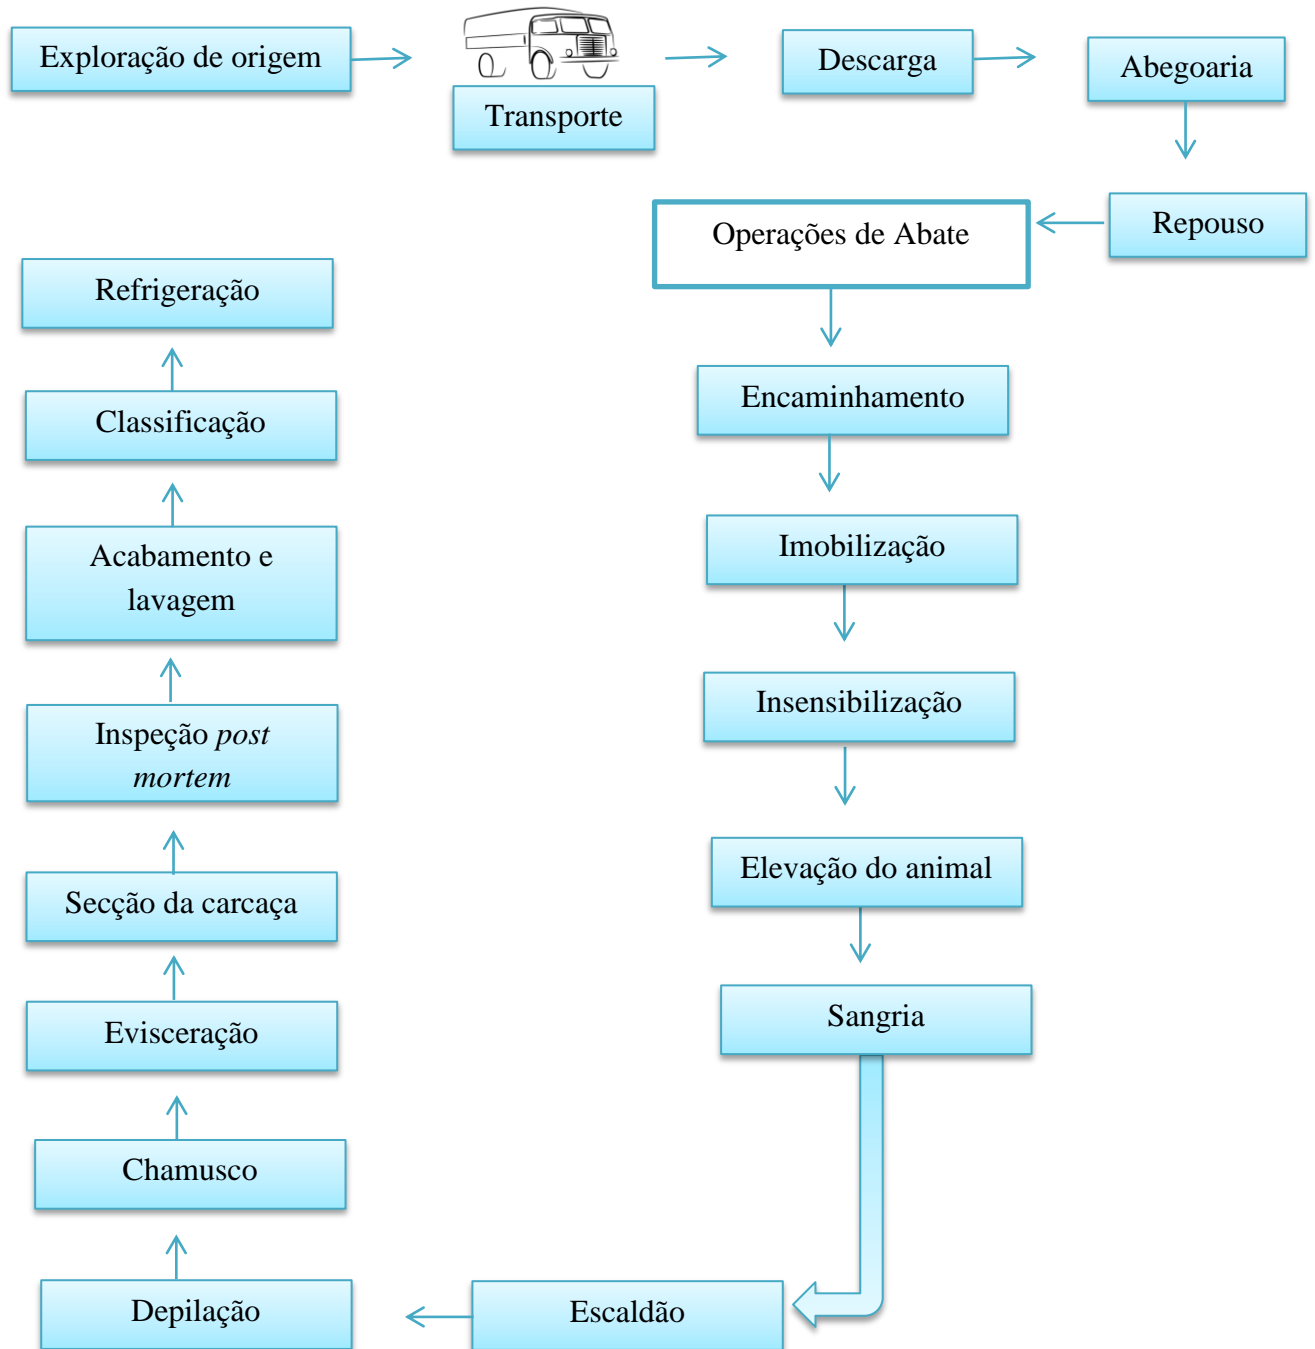 Exploração de origem
Transporte
Descarga
Abegoaria
Repouso
Operações de Abate
Encaminhamento
Imobilização
Insensibilização
Elevação do animal
Sangria
Escaldão
Depilação
Chamusco
Evisceração
Secção da carcaça
Inspeção post
mortem
Acabamento e
lavagem
Classificação
Refrigeração